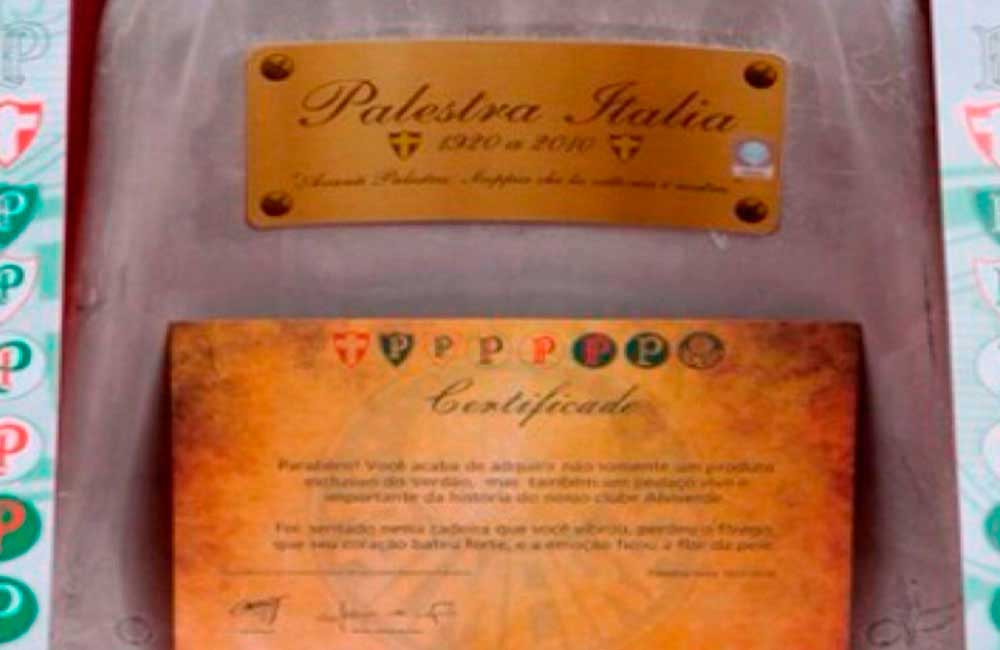 Palestra Italia
1920 a 2010
Certificado
Parabéns! Você acaba de adquirir não somente um produto
exclusivo do Verdão, mas também um pedaço vivo e
importante da história do nosso clube Alviverde.
Foi sentado nesta cadeira que você vibrou, perdeu o fôlego,
que seu coração bateu forte, e a emoção ficou a flor da pele.